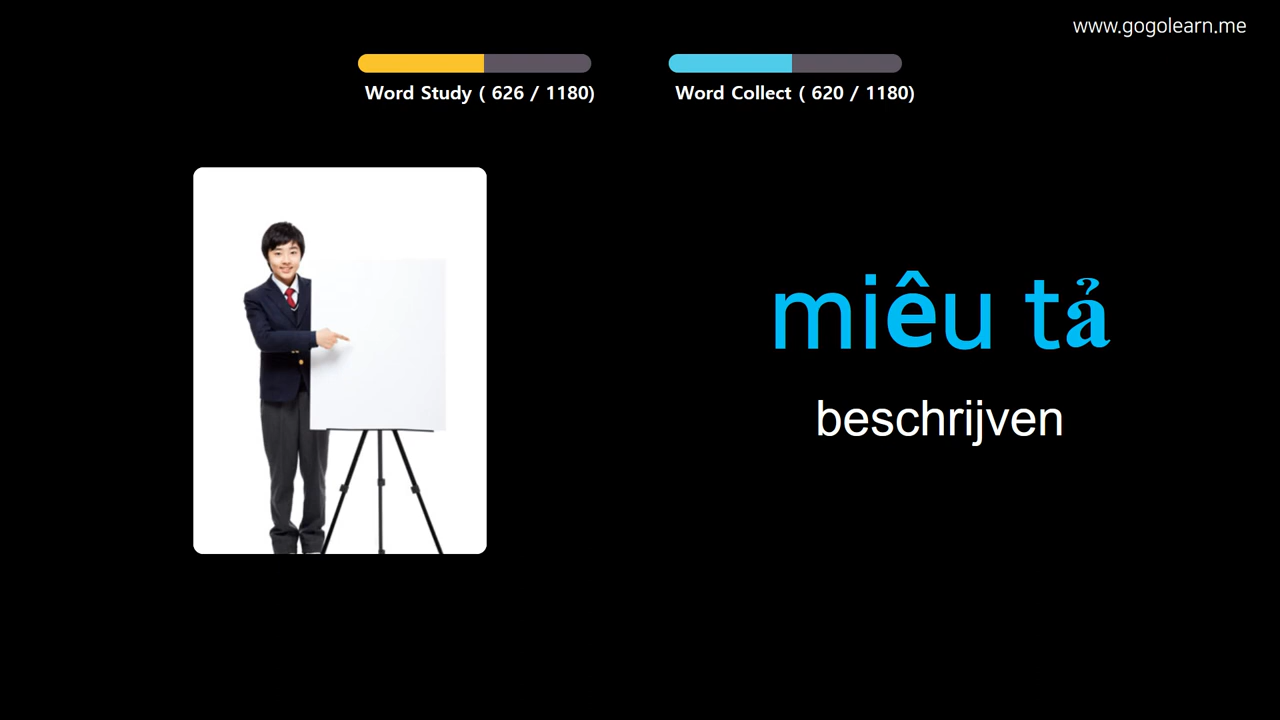 www.gogolearn.me
Word Study ( 626 / 1180)
Word Collect ( 620 / 1180)
miêu tả
beschrijven